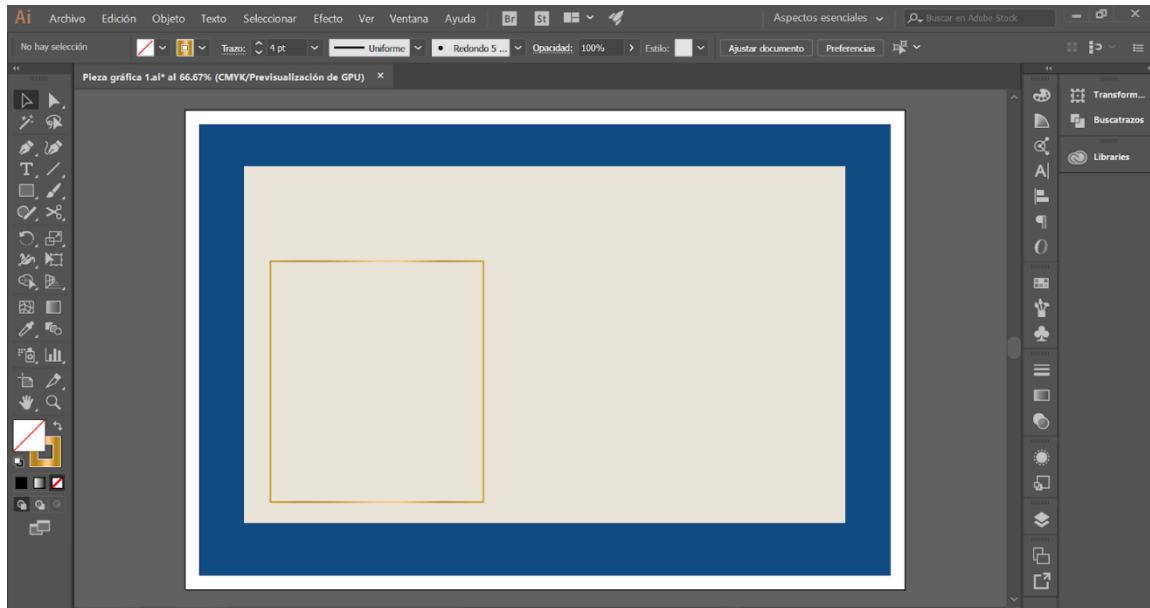 Ai Archivo Edición Objeto Texto Seleccionar Efecto Ver Ventana Ayuda Br St Aspectos esenciales Buscar en Adobe Stock
No hay selección Trazo: 4 pt Uniforme Redondo 5 ... Opacidad: 100% Estilo: Ajustar documento Preferencias
Pieza gráfica 1.ai* al 66.67% (CMYK/Previsualización de GPU) ×
Transform...
Buscatrazos
Libraries